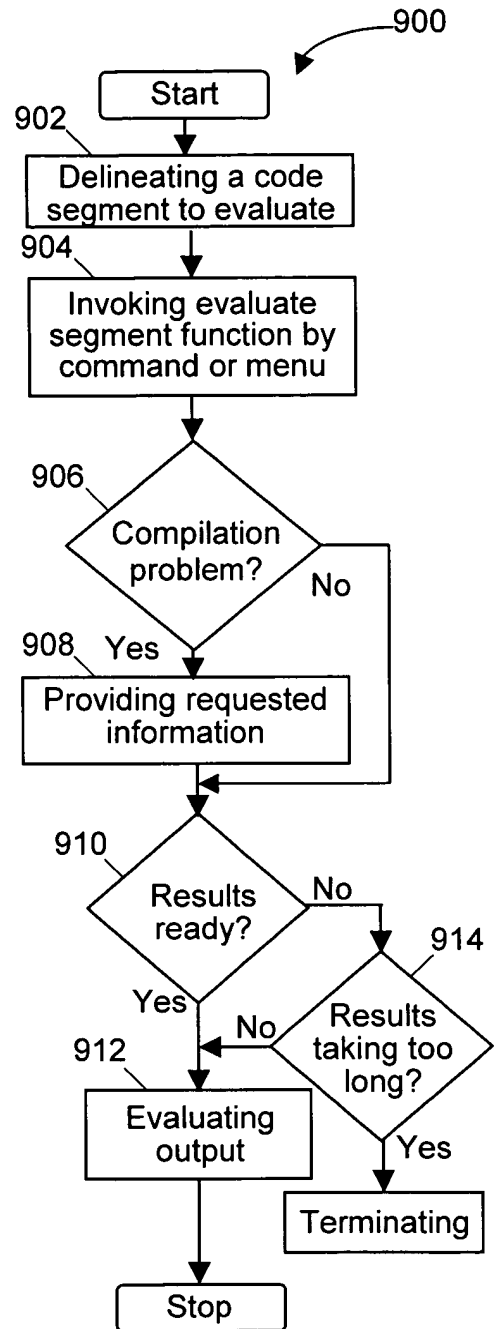 900
Start
902
Delineating a code
segment to evaluate
904
Invoking evaluate
segment function by
command or menu
906
Compilation
problem?
No
Yes
908
Providing requested
information
910
Results
ready?
No
914
Yes
No
Results
taking too
long?
912
Evaluating
output
Yes
Terminating
Stop